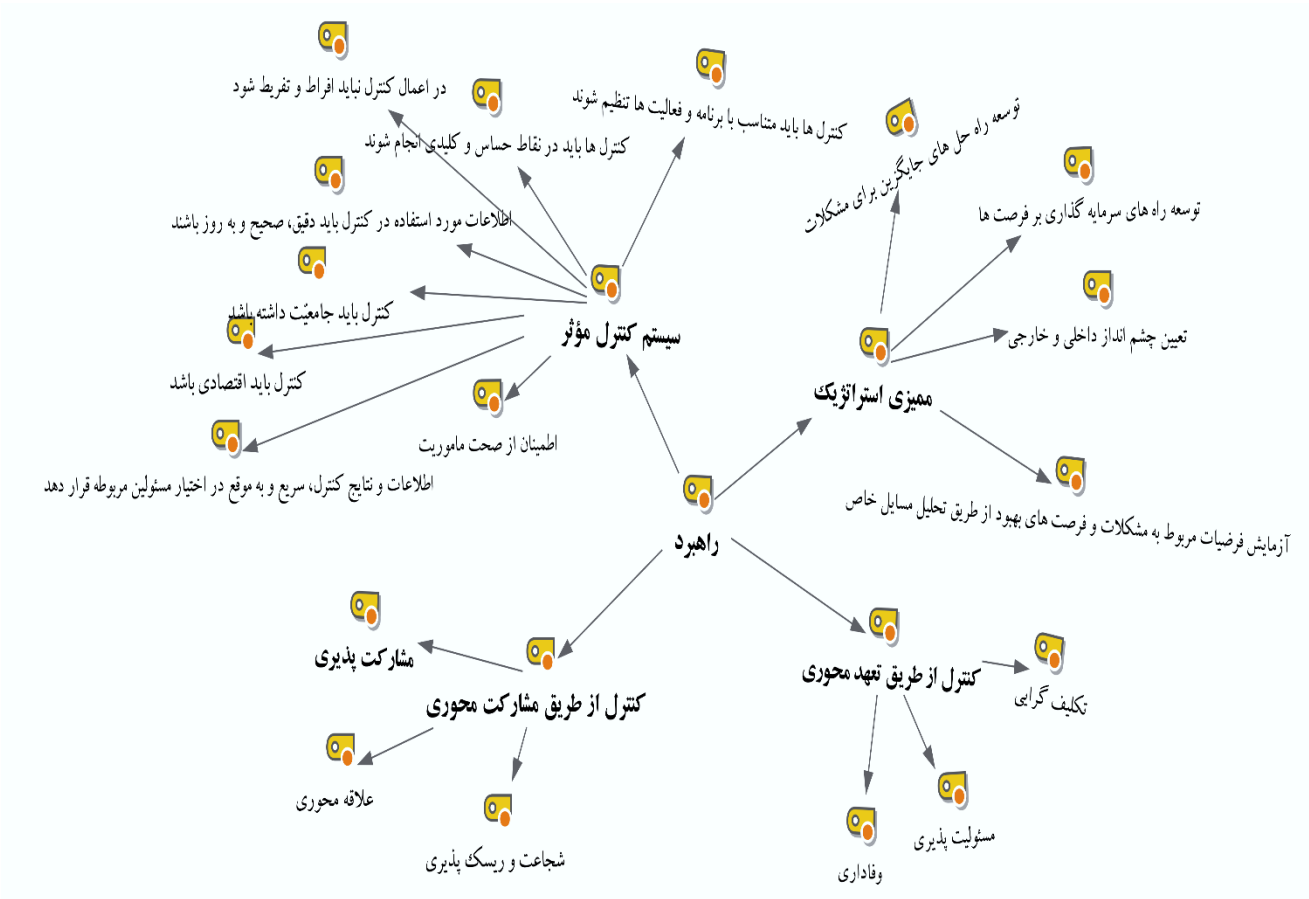 در اعمال کنترل نباید افراط و تفریط شود
کنترل ها باید متناسب با برنامه و فعالیت ها تنظیم شوند
توسعه راه حل های جایگزین برای مشکلات
کنترل ها باید در نقاط حساس و کلیدی انجام شوند
توسعه راه های سرمایه گذاری بر فرصت ها
اطلاعات مورد استفاده در کنترل باید دقیق، صحیح و به روز باشند
کنترل باید جامعیّت داشته باشد
سیستم کنترل مؤثر
تعیین چشم انداز داخلی و خارجی
کنترل باید اقتصادی باشد
ممیزی استراتژیک
اطمینان از صحت ماموریت
اطلاعات و نتایج کنترل، سریع و به موقع در اختیار مسئولین مربوطه قرار دهد
آزمایش فرضیات مربوط به مشکلات و فرصت های بهبود از طریق تحلیل مسایل خاص
راهبرد
مشارکت پذیری
کنترل از طریق تعهد محوری
کنترل از طریق مشارکت محوری
تکلیف گرایی
علاقه محوری
شجاعت و ریسک پذیری
مسئولیت پذیری
وفاداری